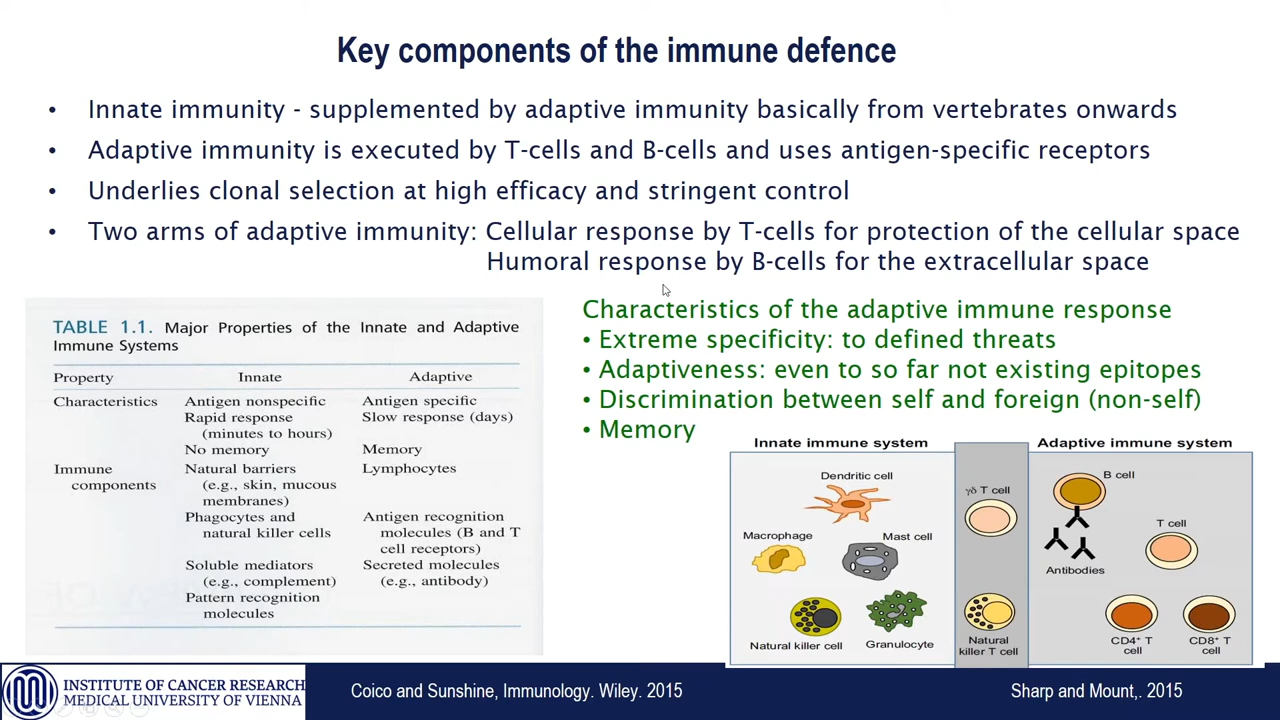 Key components of the immune defence
• Innate immunity - supplemented by adaptive immunity basically from vertebrates onwards
• Adaptive immunity is executed by T-cells and B-cells and uses antigen-specific receptors
• Underlies clonal selection at high efficacy and stringent control
• Two arms of adaptive immunity: Cellular response by T-cells for protection of the cellular space
Humoral response by B-cells for the extracellular space
TABLE 1.1. Major Properties of the Innate and Adaptive
Immune Systems
Property Innate Adaptive
Characteristics Antigen nonspecific Antigen specific
Rapid response Slow response (days)
(minutes to hours)
No memory Memory
Immune Natural barriers Lymphocytes
components (e.g., skin, mucous
membranes)
Phagocytes and Antigen recognition
natural killer cells molecules (B and T
cell receptors)
Soluble mediators Secreted molecules
(e.g., complement) (e.g., antibody)
Pattern recognition
molecules
Characteristics of the adaptive immune response
• Extreme specificity: to defined threats
• Adaptiveness: even to so far not existing epitopes
• Discrimination between self and foreign (non-self)
• Memory
Innate immune system Adaptive immune system
Dendritic cell
γδ T cell
B cell
Macrophage
Mast cell
T cell
Antibodies
Natural killer cell
Granulocyte
Natural
killer T cell
CD4⁺ T
cell
CD8⁺ T
cell
INSTITUTE OF CANCER RESEARCH
MEDICAL UNIVERSITY OF VIENNA
Coico and Sunshine, Immunology. Wiley. 2015
Sharp and Mount,. 2015